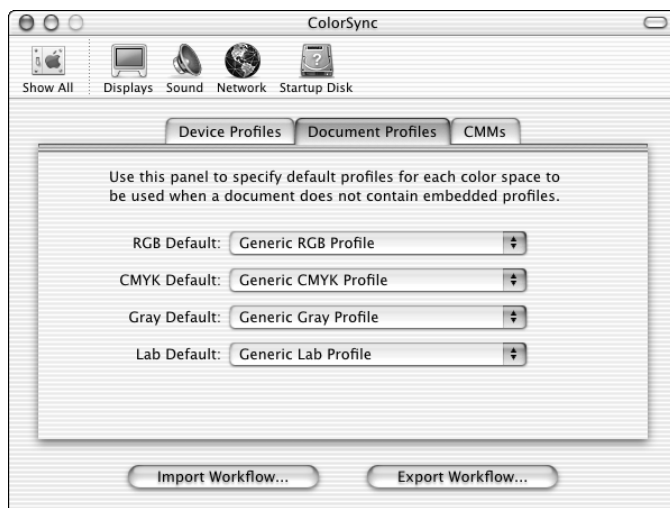 ColorSync
Show All Displays Sound Network Startup Disk
Device Profiles Document Profiles CMMs
Use this panel to specify default profiles for each color space to
be used when a document does not contain embedded profiles.
RGB Default: Generic RGB Profile
CMYK Default: Generic CMYK Profile
Gray Default: Generic Gray Profile
Lab Default: Generic Lab Profile
Import Workflow... Export Workflow...